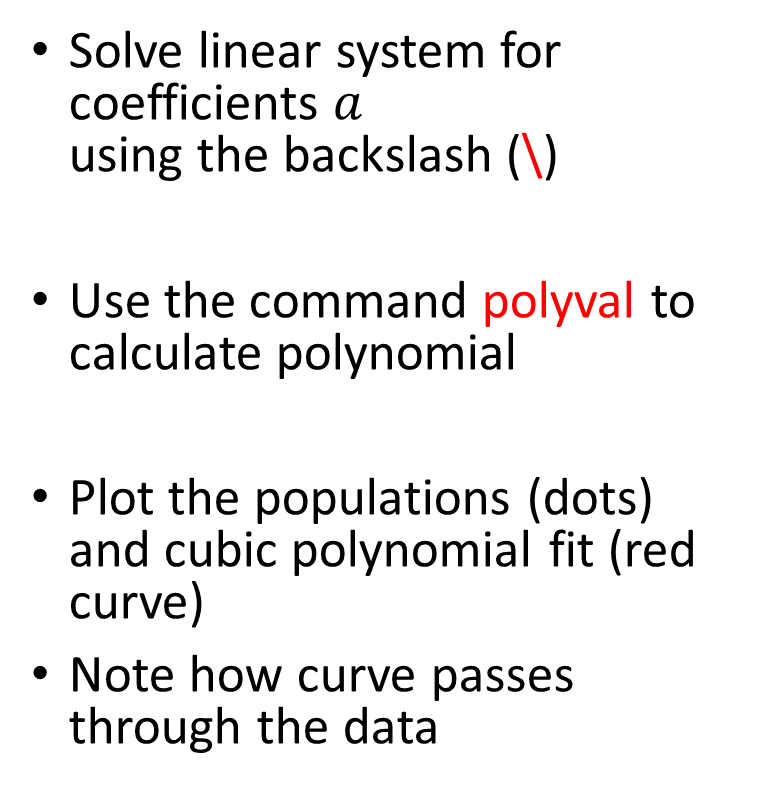 • Solve linear system for
coefficients 𝑎
using the backslash (\)
• Use the command polyval to
calculate polynomial
• Plot the populations (dots)
and cubic polynomial fit (red
curve)
• Note how curve passes
through the data